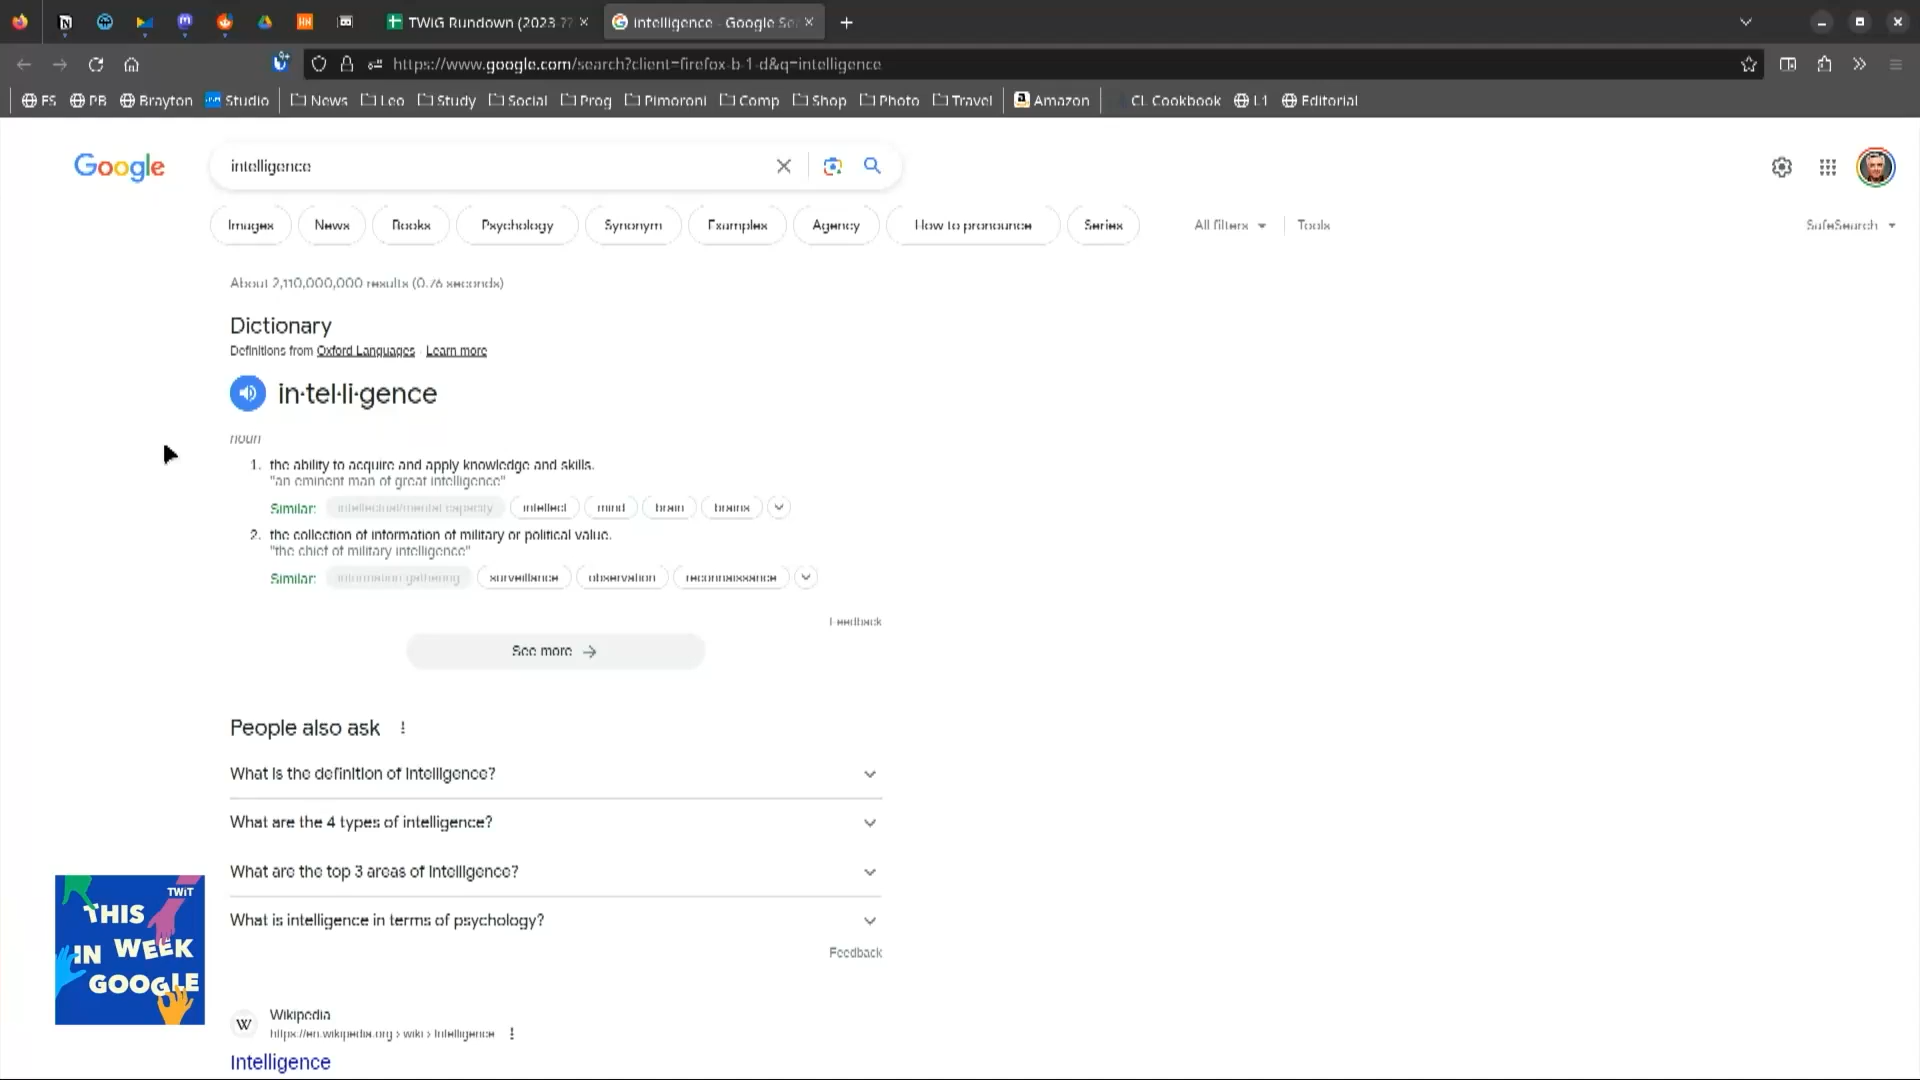 TWiG Rundown (2023-??
intelligence - Google Se
https://www.google.com/search?client=firefox-b-1-d&q=intelligence
FS PB Brayton Studio News Leo Study Social Prog Pimoroni Comp Shop Photo Travel Amazon CL Cookbook L1 Editorial
Google
intelligence
Images News Books Psychology Synonym Examples Agency How to pronounce Series All filters Tools SafeSearch
About 2,110,000,000 results (0.76 seconds)
Dictionary
Definitions from Oxford Languages · Learn more
in·tel·li·gence
noun
1. the ability to acquire and apply knowledge and skills.
"an eminent man of great intelligence"
Similar: intellectual/mental capacity intellect mind brain brains
2. the collection of information of military or political value.
"the chief of military intelligence"
Similar: information gathering surveillance observation reconnaissance
Feedback
See more
People also ask
What is the definition of intelligence?
What are the 4 types of intelligence?
What are the top 3 areas of intelligence?
What is intelligence in terms of psychology?
Feedback
TWiT
THIS
IN WEEK
GOOGLE
W
Wikipedia
https://en.wikipedia.org › wiki › Intelligence
Intelligence